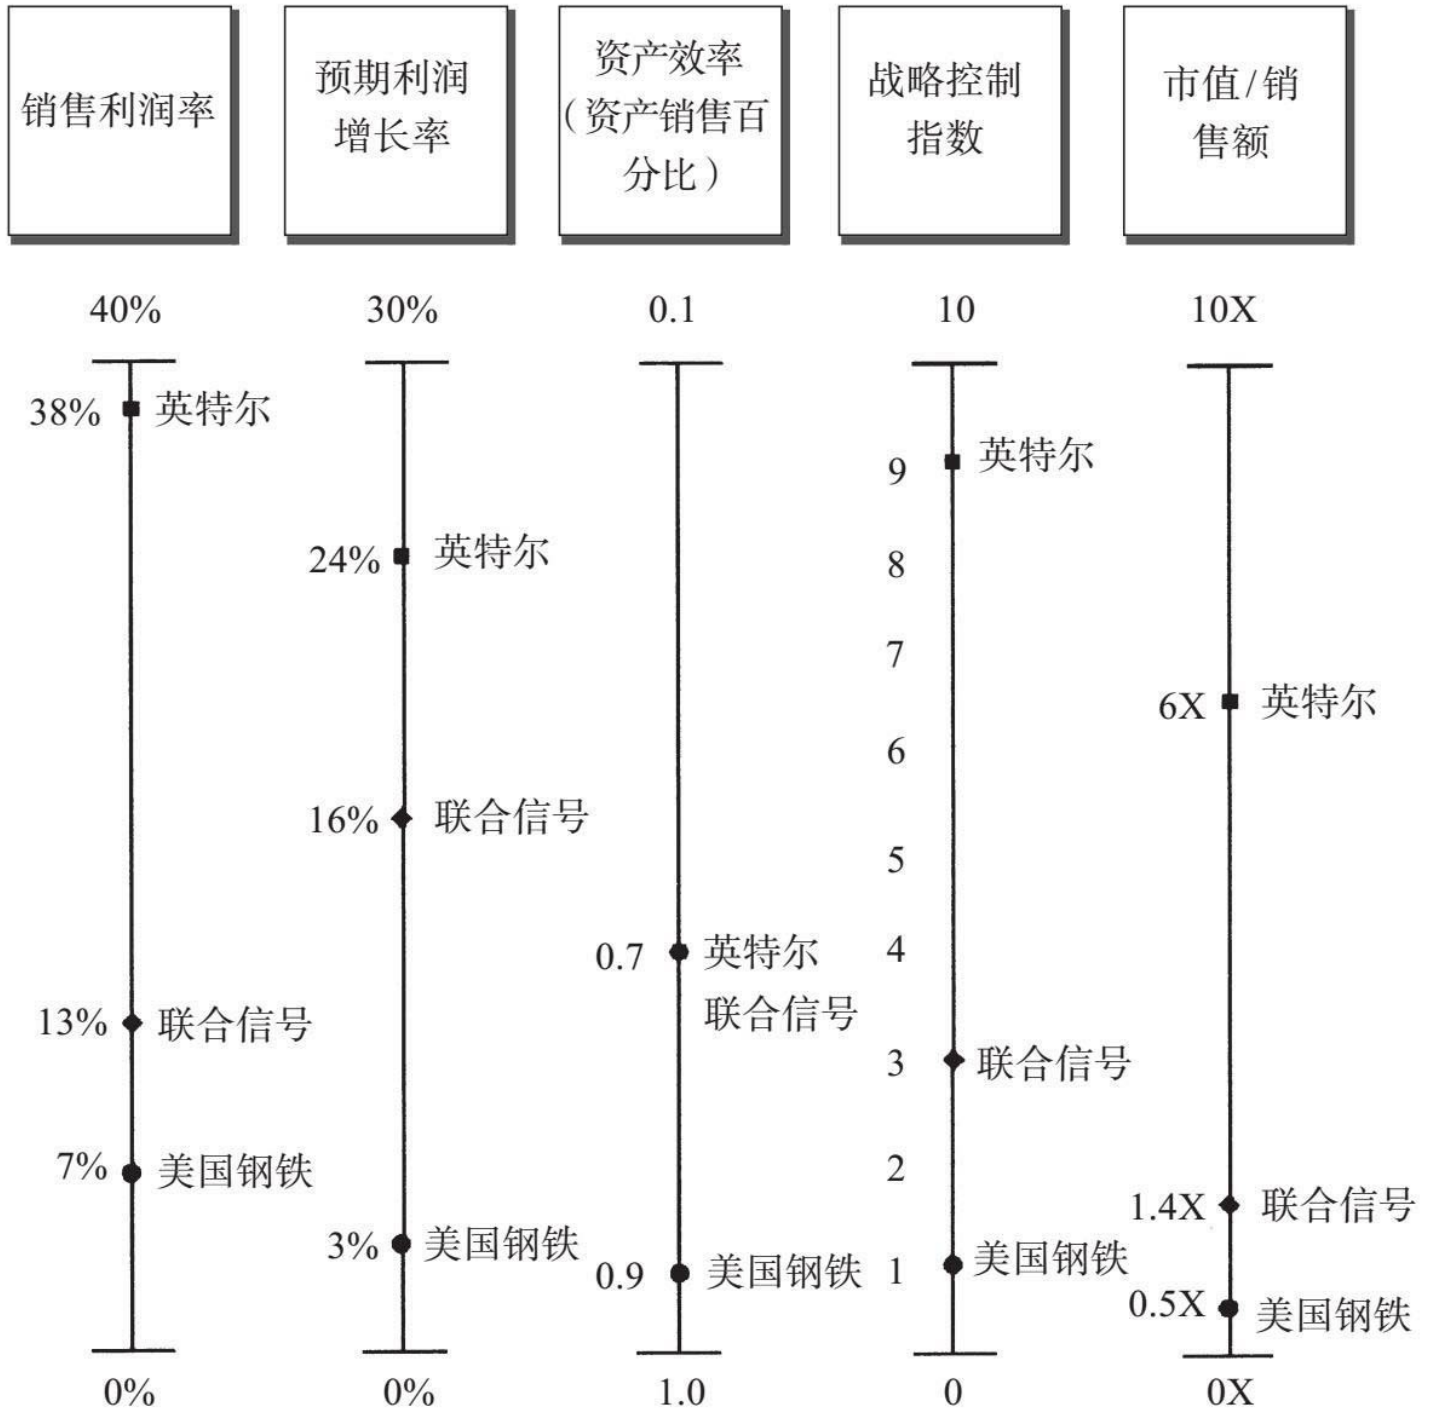 销售利润率
预期利润
增长率
资产效率
（资产销售百
分比）
战略控制
指数
市值/销
售额
40%
38% 英特尔
13% 联合信号
7% 美国钢铁
0%
30%
24% 英特尔
16% 联合信号
3% 美国钢铁
0%
0.1
0.7 英特尔
联合信号
0.9 美国钢铁
1.0
10
9 英特尔
8
7
6
5
4
3 联合信号
2
1 美国钢铁
0
10X
6X 英特尔
1.4X 联合信号
0.5X 美国钢铁
0X